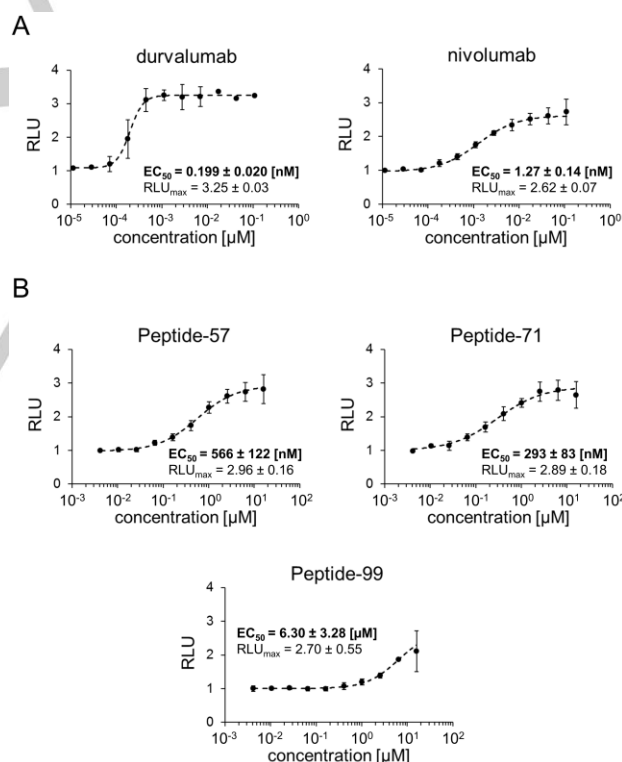 A
durvalumab
4
3
2
1
0
RLU
EC50 = 0.199 ± 0.020 [nM]
RLUmax = 3.25 ± 0.03
10-5 10-4 10-3 10-2 10-1 100
concentration [µM]
nivolumab
4
3
2
1
0
RLU
EC50 = 1.27 ± 0.14 [nM]
RLUmax = 2.62 ± 0.07
10-5 10-4 10-3 10-2 10-1 100
concentration [µM]
B
Peptide-57
4
3
2
1
0
RLU
EC50 = 566 ± 122 [nM]
RLUmax = 2.96 ± 0.16
10-3 10-2 10-1 100 101 102
concentration [µM]
Peptide-71
4
3
2
1
0
RLU
EC50 = 293 ± 83 [nM]
RLUmax = 2.89 ± 0.18
10-3 10-2 10-1 100 101 102
concentration [µM]
Peptide-99
4
3
2
1
0
RLU
EC50 = 6.30 ± 3.28 [µM]
RLUmax = 2.70 ± 0.55
10-3 10-2 10-1 100 101 102
concentration [µM]